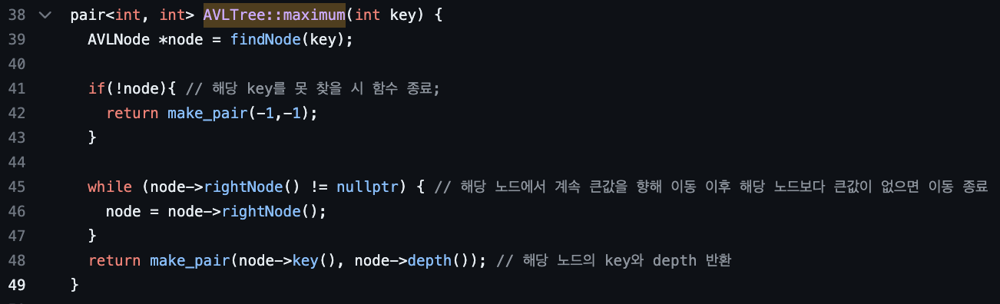 38 pair<int, int> AVLTree::maximum(int key) {
39 AVLNode *node = findNode(key);
40
41 if(!node){ // 해당 key를 못 찾을 시 함수 종료;
42 return make_pair(-1,-1);
43 }
44
45 while (node->rightNode() != nullptr) { // 해당 노드에서 계속 큰값을 향해 이동 이후 해당 노드보다 큰값이 없으면 이동 종료
46 node = node->rightNode();
47 }
48 return make_pair(node->key(), node->depth()); // 해당 노드의 key와 depth 반환
49 }